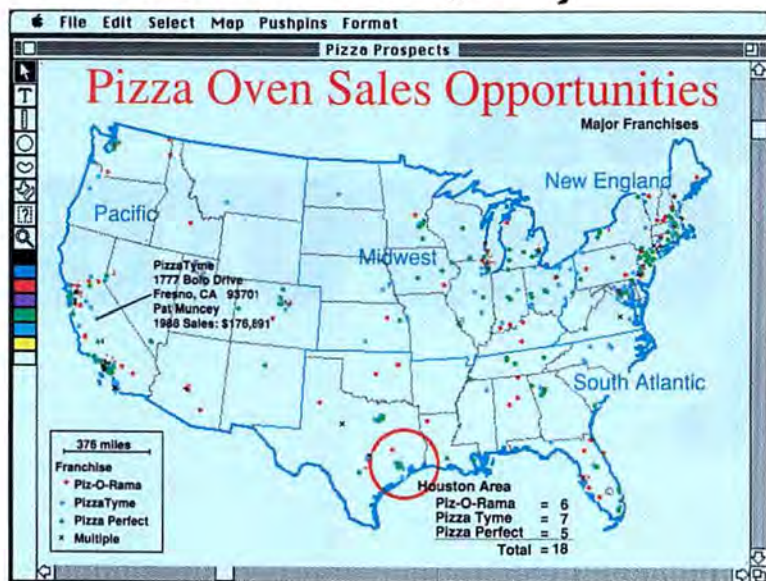 File Edit Select Map Pushpins Format
Pizza Prospects
T
?
Pizza Oven Sales Opportunities
Major Franchises
New England
Pacific
Midwest
PizzaTyme
1777 Bolo Drive
Fresno, CA 93701
Pat Muncey
1988 Sales: $176,891
South Atlantic
376 miles
Franchise
Piz-O-Rama
PizzaTyme
Pizza Perfect
Multiple
Houston Area
Piz-O-Rama = 6
Pizza Tyme = 7
Pizza Perfect = 5
Total = 18